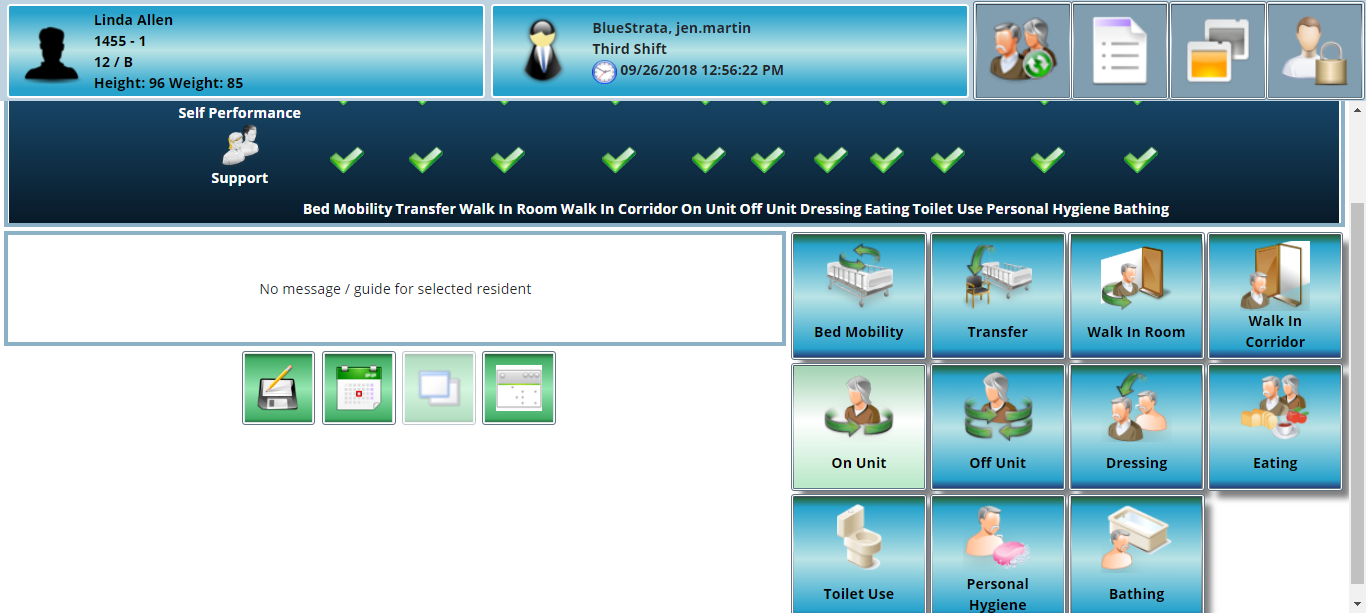 Linda Allen
1455 - 1
12 / B
Height: 96 Weight: 85
BlueStrata, jen.martin
Third Shift
09/26/2018 12:56:22 PM
Self Performance
Support
Bed Mobility Transfer Walk In Room Walk In Corridor On Unit Off Unit Dressing Eating Toilet Use Personal Hygiene Bathing
No message / guide for selected resident
Bed Mobility
Transfer
Walk In Room
Walk In
Corridor
On Unit
Off Unit
Dressing
Eating
Toilet Use
Personal
Hygiene
Bathing